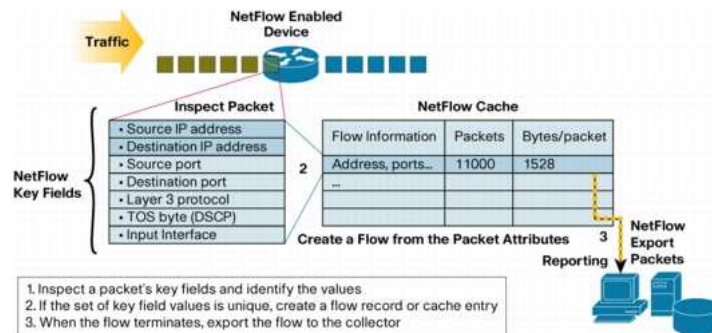 NetFlow Enabled
Device
Traffic
Inspect Packet
NetFlow
Key Fields
• Source IP address
• Destination IP address
• Source port
• Destination port
• Layer 3 protocol
• TOS byte (DSCP)
• Input Interface
2
NetFlow Cache
Flow Information Packets Bytes/packet
Address, ports... 11000 1528
...
Create a Flow from the Packet Attributes
3
NetFlow
Export
Packets
Reporting
1. Inspect a packet's key fields and identify the values
2. If the set of key field values is unique, create a flow record or cache entry
3. When the flow terminates, export the flow to the collector